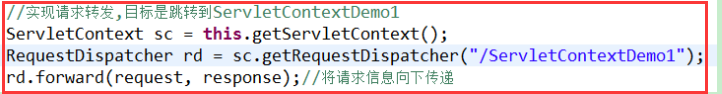 //实现请求转发,目标是跳转到ServletContextDemo1
ServletContext sc = this.getServletContext();
RequestDispatcher rd = sc.getRequestDispatcher("/ServletContextDemo1");
rd.forward(request, response);//将请求信息向下传递